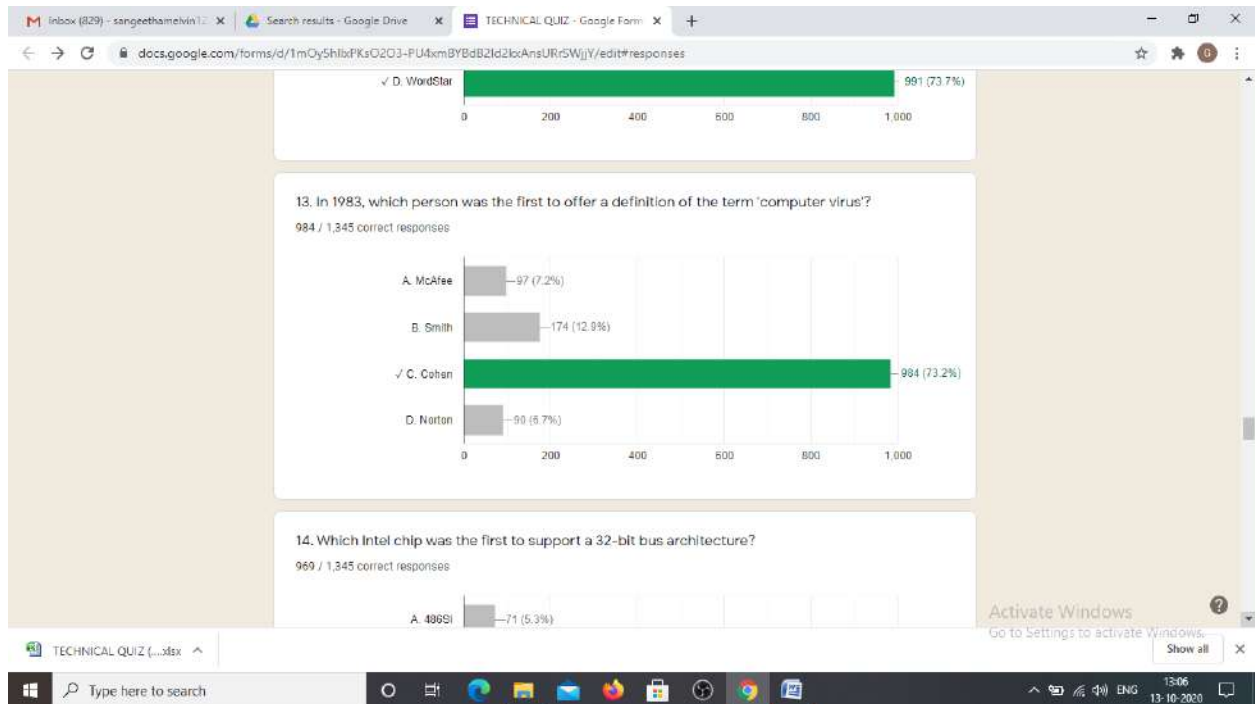 Inbox (829) - sangeethamelvin1
Search results - Google Drive
TECHNICAL QUIZ - Google Form
docs.google.com/forms/d/
/edit#responses
✓ D. WordStar
991 (73.7%)
0 200 400 600 800 1,000
13. In 1983, which person was the first to offer a definition of the term 'computer virus'?
984 / 1,345 correct responses
A. McAfee
97 (7.2%)
B. Smith
174 (12.9%)
✓ C. Cohen
984 (73.2%)
D. Norton
90 (6.7%)
0 200 400 600 800 1,000
14. Which Intel chip was the first to support a 32-bit bus architecture?
969 / 1,345 correct responses
A. 486SI
71 (5.3%)
Activate Windows
Go to Settings to activate Windows.
TECHNICAL QUIZ (....xlsx
Show all
Type here to search
ENG
13:06
13-10-2020